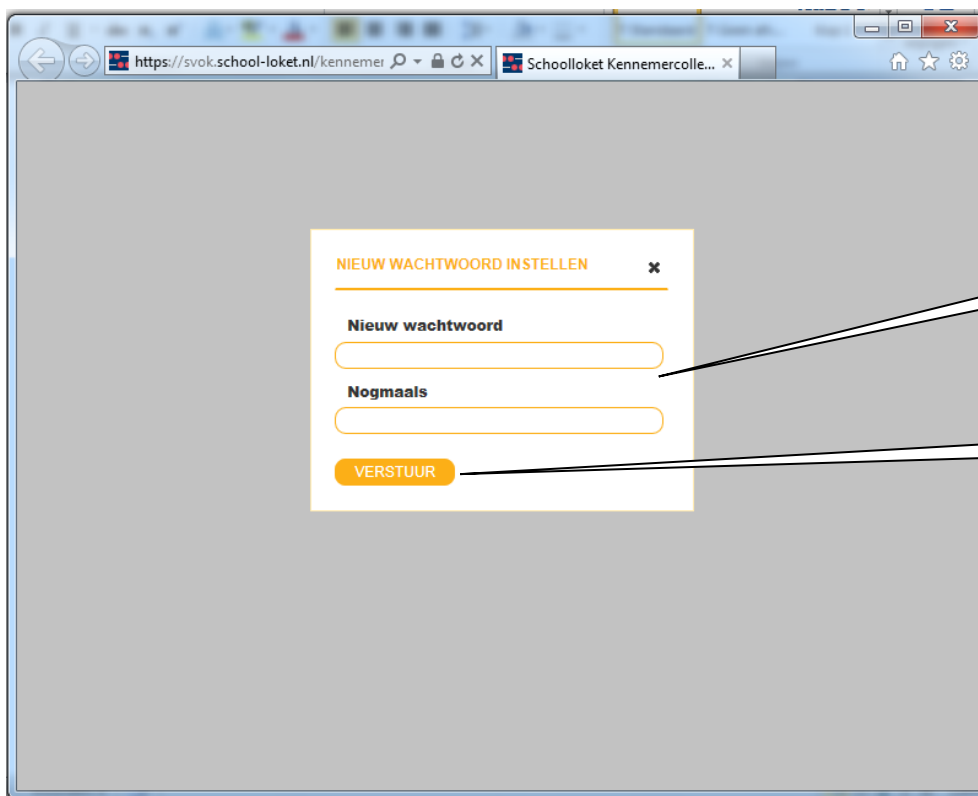 https://svok.school-loket.nl/kennemer
Schoolloket Kennemercolle...
NIEUW WACHTWOORD INSTELLEN
Nieuw wachtwoord
Nogmaals
VERSTUUR